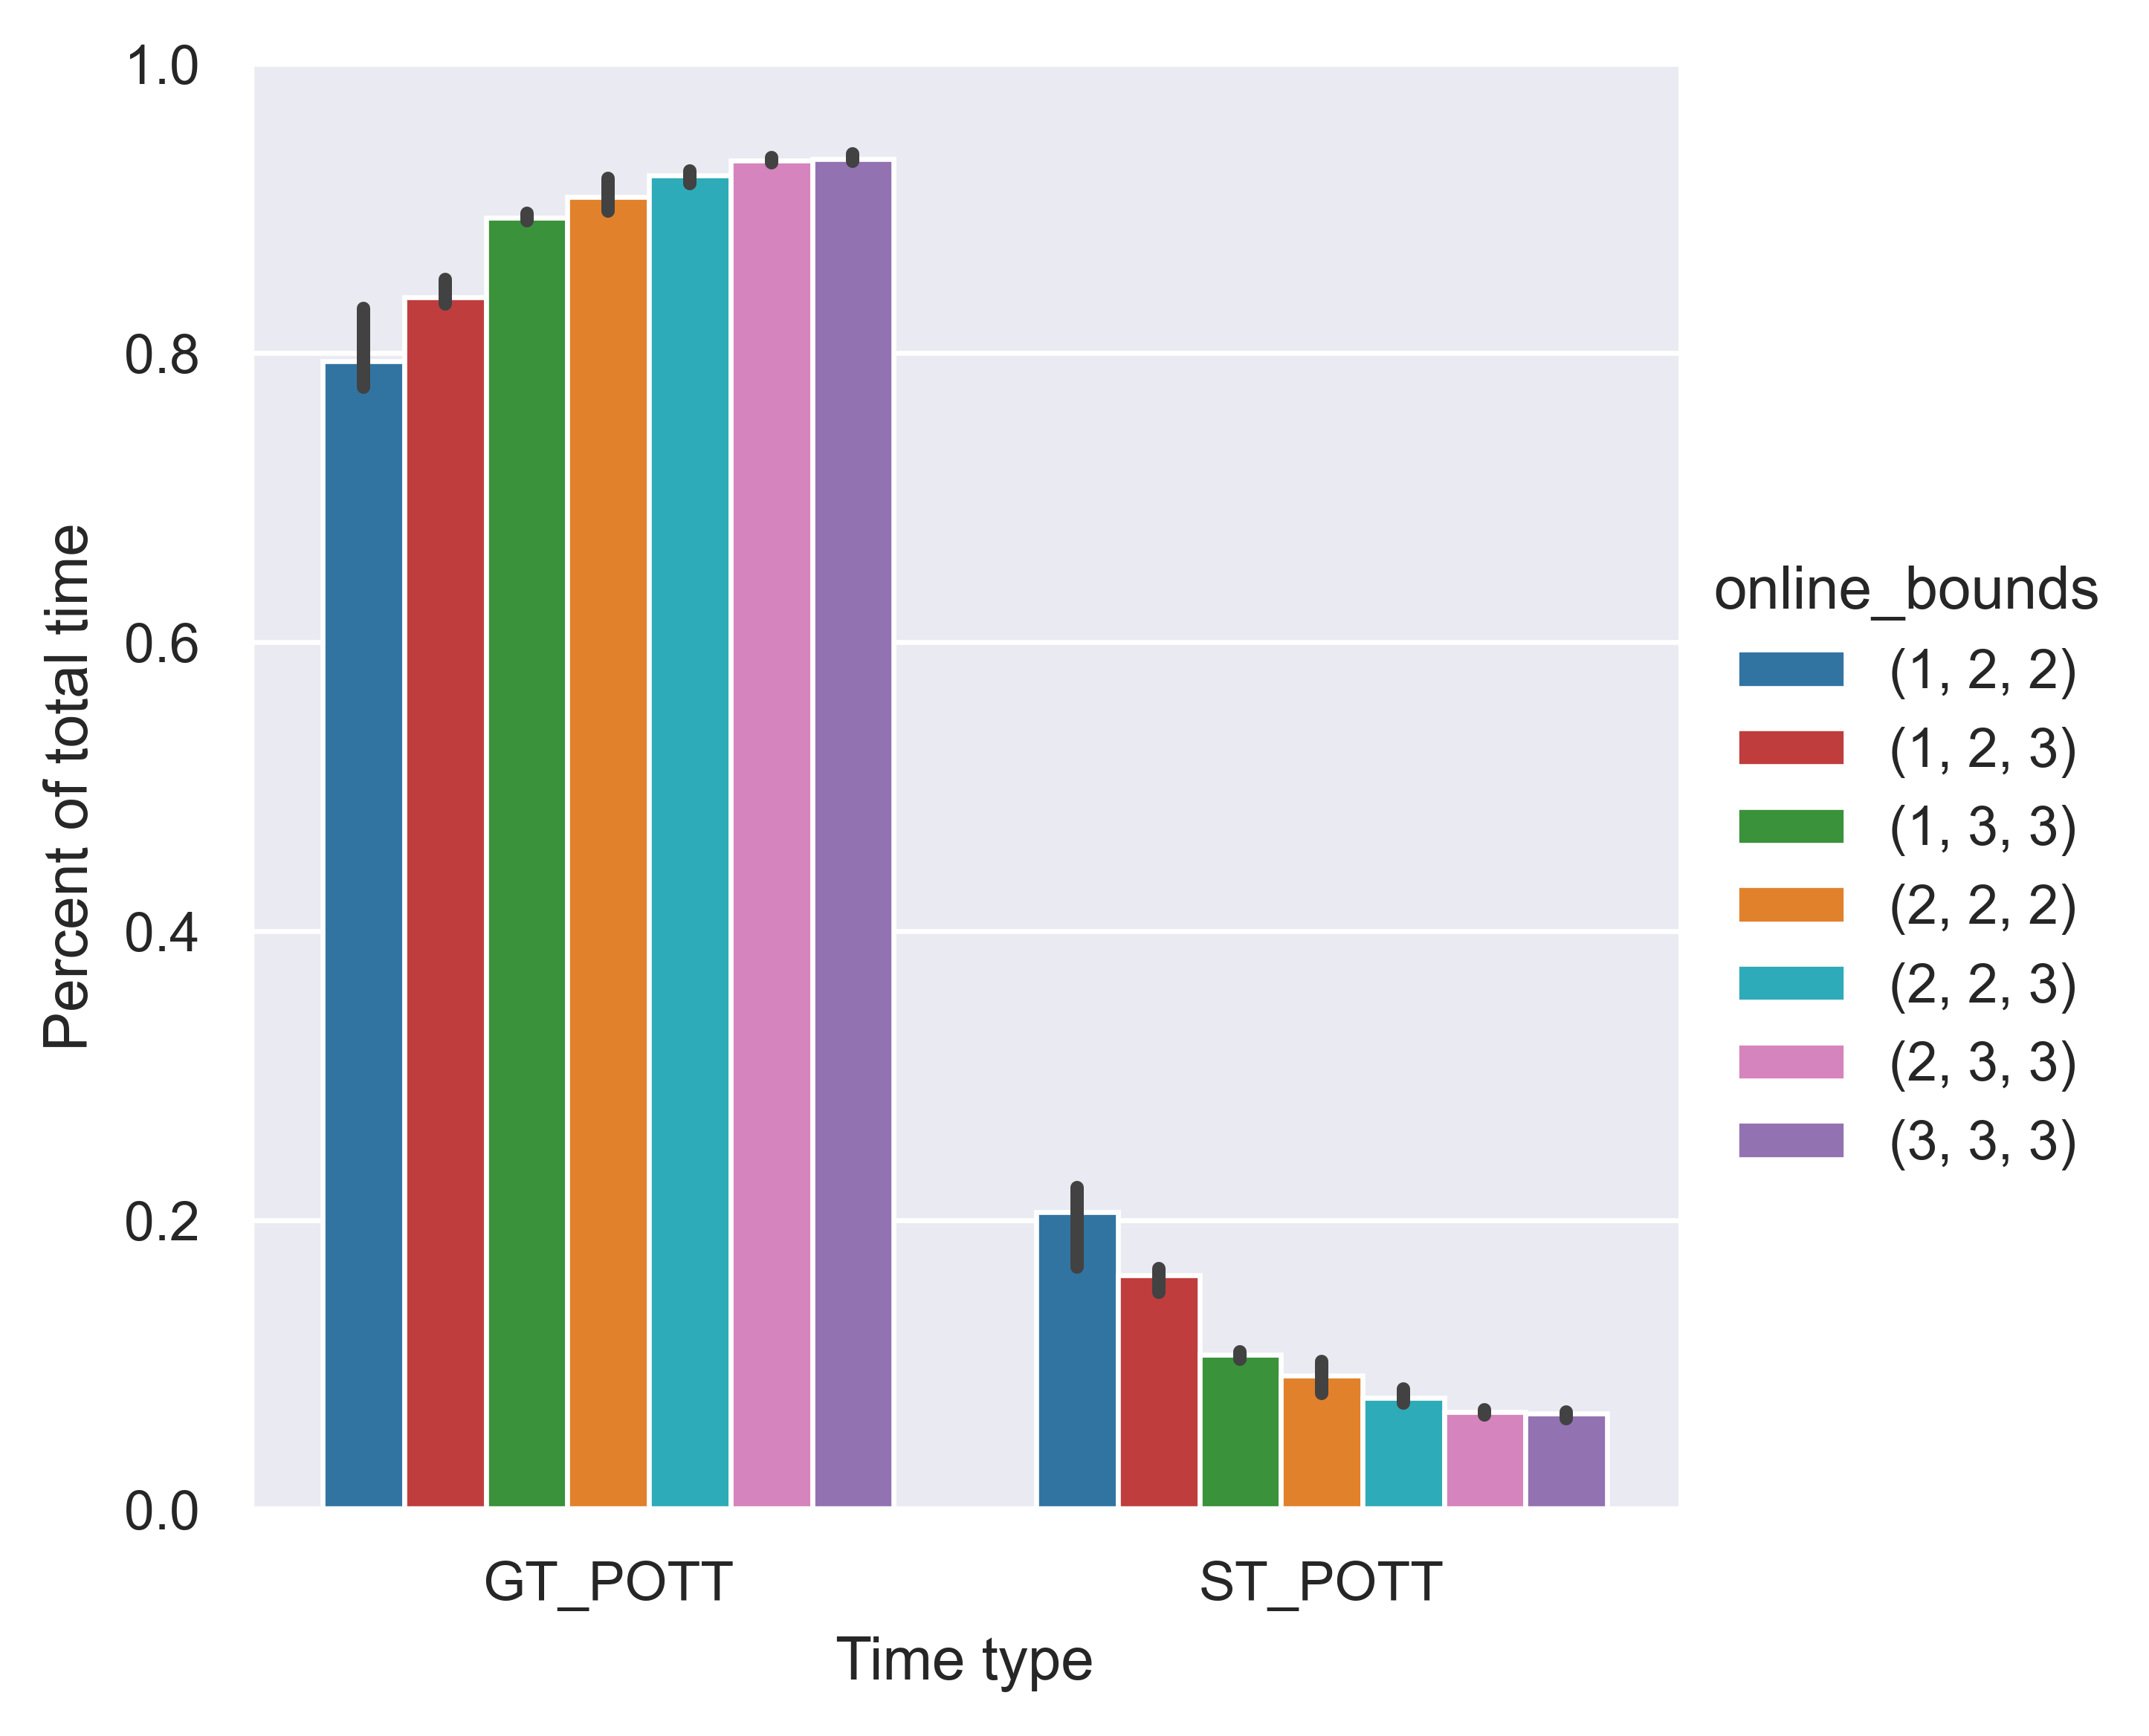 1.0
0.8
0.6
0.4
0.2
0.0
Percent of total time
GT_POTT
ST_POTT
Time type
online_bounds
(1, 2, 2)
(1, 2, 3)
(1, 3, 3)
(2, 2, 2)
(2, 2, 3)
(2, 3, 3)
(3, 3, 3)